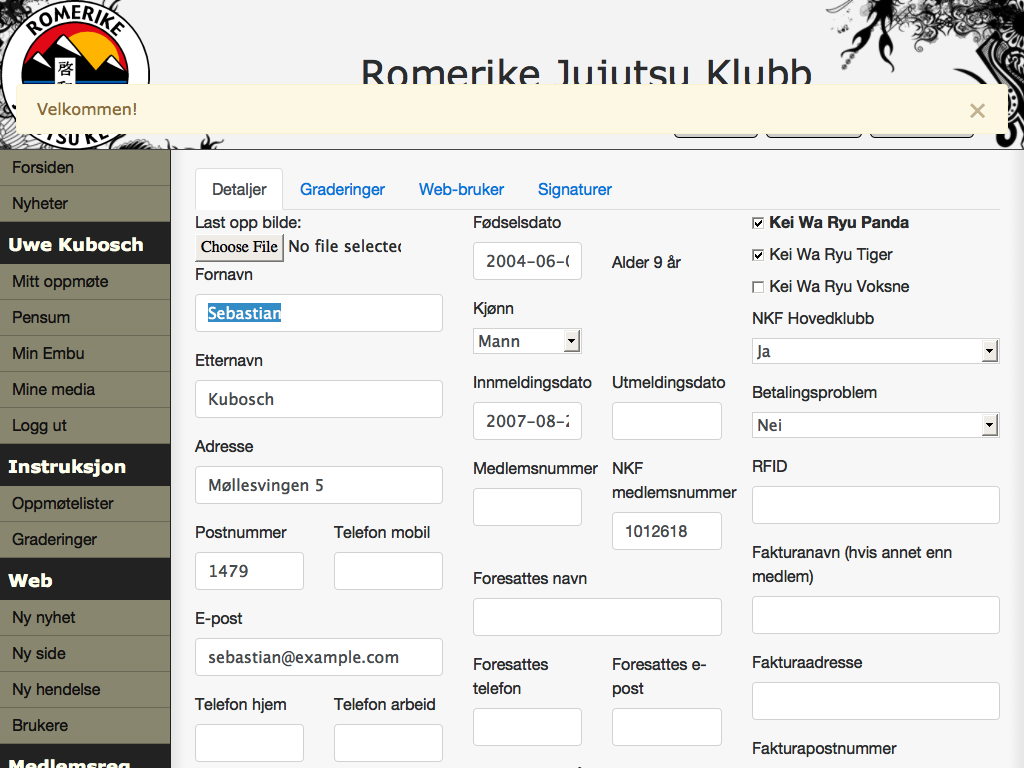 ROMERIKE
Romerike Jujutsu Klubb
Velkommen!
×
Forsiden
Nyheter
Uwe Kubosch
Mitt oppmøte
Pensum
Min Embu
Mine media
Logg ut
Instruksjon
Oppmøtelister
Graderinger
Web
Ny nyhet
Ny side
Ny hendelse
Brukere
Detaljer
Graderinger
Web-bruker
Signaturer
Last opp bilde:
Choose File No file selected
Fornavn
Sebastian
Etternavn
Kubosch
Adresse
Møllesvingen 5
Postnummer
Telefon mobil
1479
E-post
sebastian@example.com
Telefon hjem
Telefon arbeid
Fødselsdato
2004-06-0
Alder 9 år
Kjønn
Mann
Innmeldingsdato
Utmeldingsdato
2007-08-2
Medlemsnummer
NKF
medlemsnummer
1012618
Foresattes navn
Foresattes
telefon
Foresattes e-
post
Kei Wa Ryu Panda
Kei Wa Ryu Tiger
Kei Wa Ryu Voksne
NKF Hovedklubb
Ja
Betalingsproblem
Nei
RFID
Fakturanavn (hvis annet enn
medlem)
Fakturaadresse
Fakturapostnummer